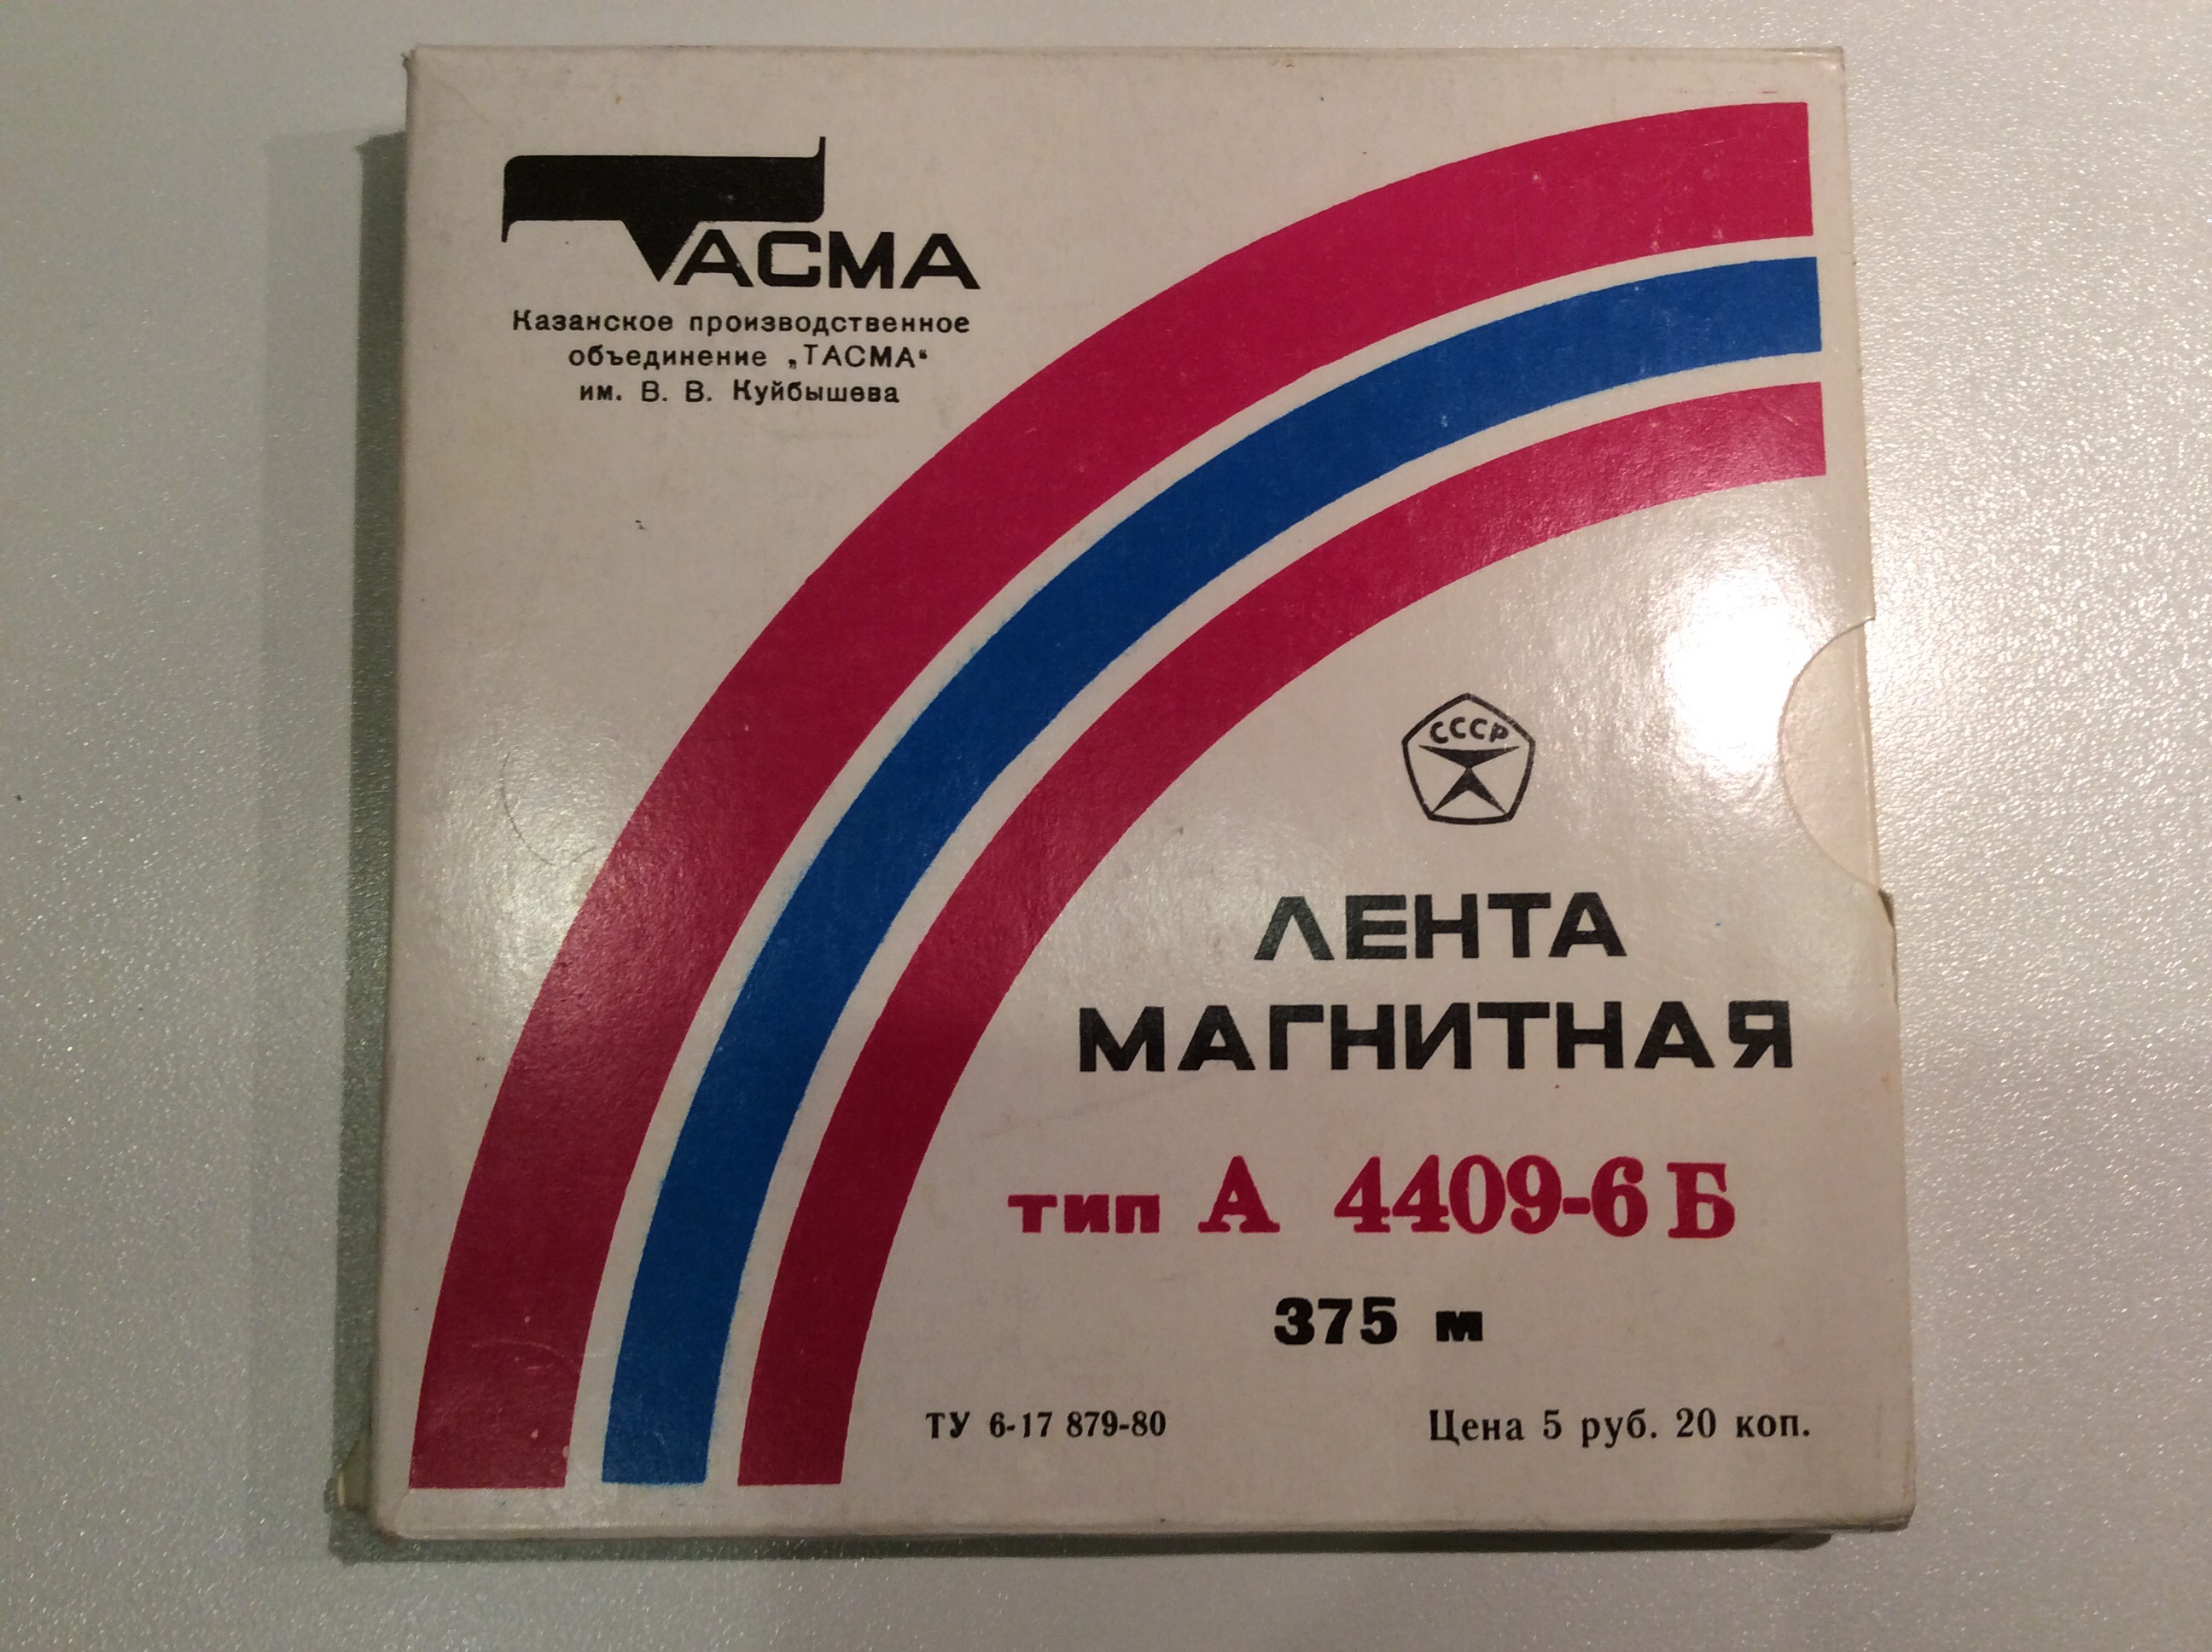 ТАСМА
Казанское производственное
объединение „ТАСМА“
им. В. В. Куйбышева
СССР
ЛЕНТА
МАГНИТНАЯ
тип А 4409-6 Б
375 м
ТУ 6-17 879-80
Цена 5 руб. 20 коп.